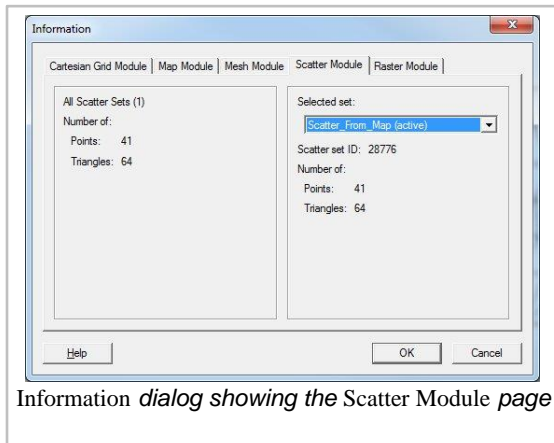 Information
Cartesian Grid Module Map Module Mesh Module Scatter Module Raster Module
All Scatter Sets (1)
Number of:
Points: 41
Triangles: 64
Selected set:
Scatter_From_Map (active)
Scatter set ID: 28776
Number of:
Points: 41
Triangles: 64
Help
OK
Cancel
Information dialog showing the Scatter Module page